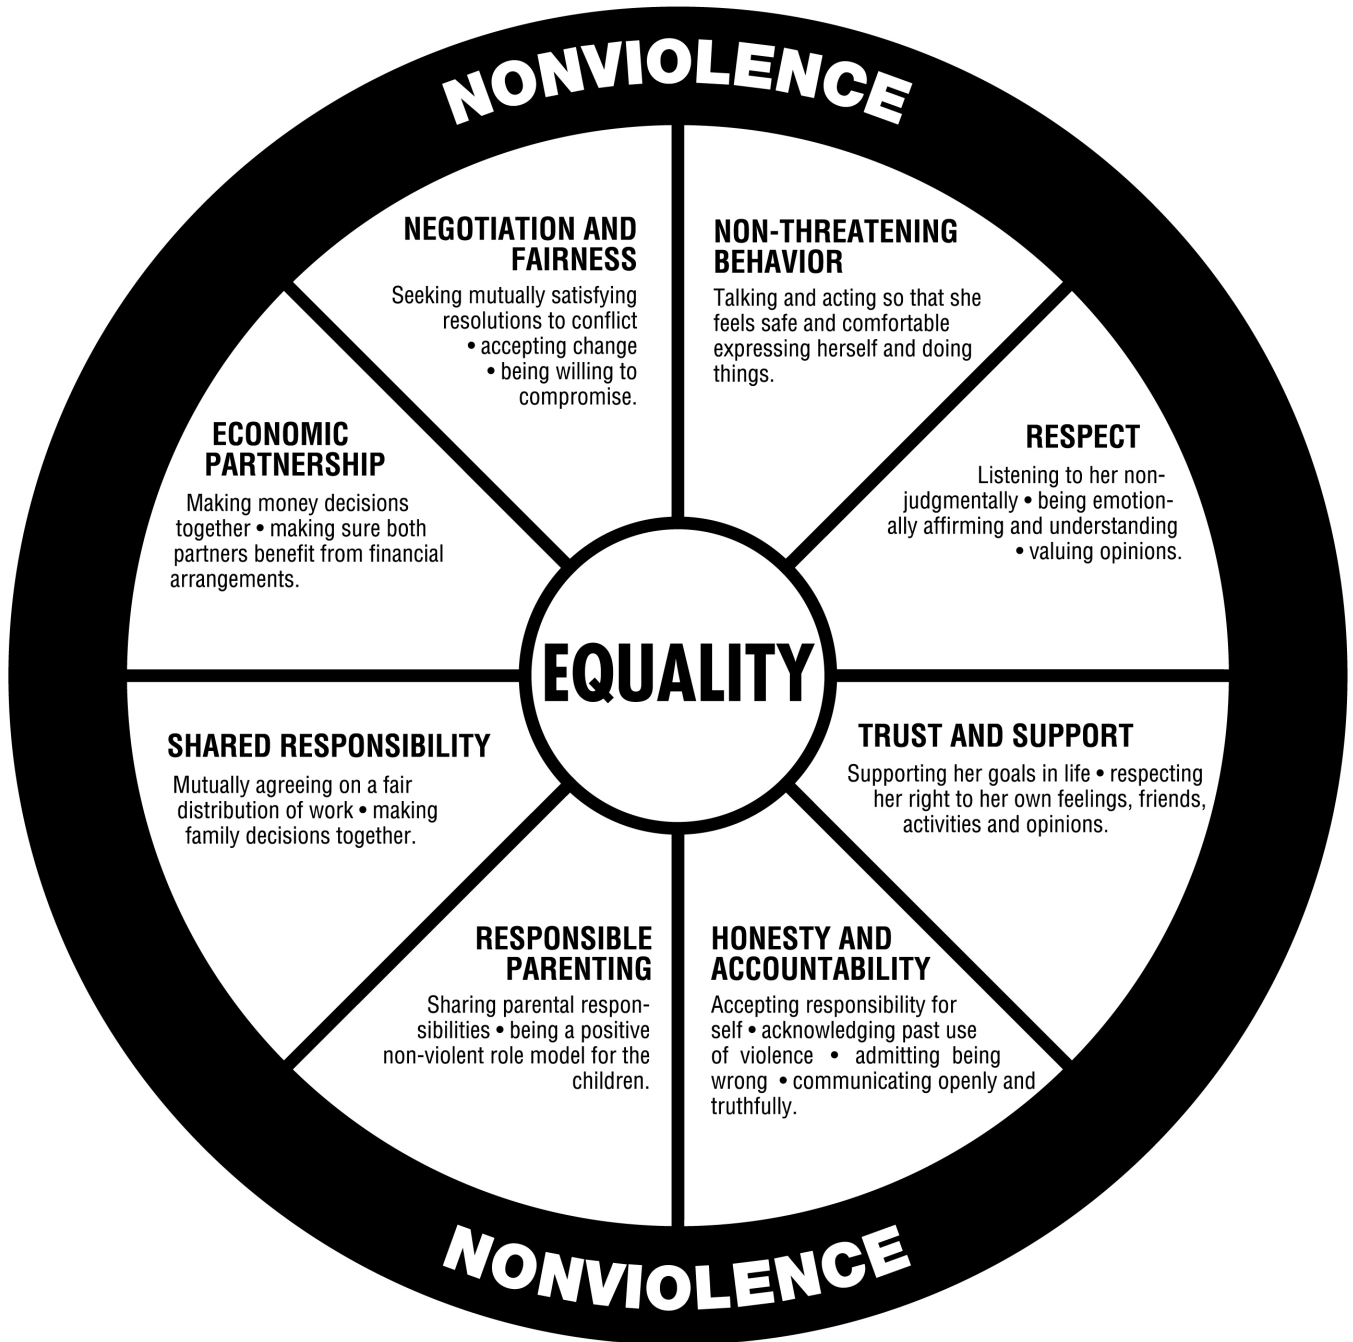 NONVIOLENCE
NEGOTIATION AND
FAIRNESS
Seeking mutually satisfying
resolutions to conflict
• accepting change
• being willing to
compromise.
NON-THREATENING
BEHAVIOR
Talking and acting so that she
feels safe and comfortable
expressing herself and doing
things.
ECONOMIC
PARTNERSHIP
Making money decisions
together • making sure both
partners benefit from financial
arrangements.
RESPECT
Listening to her non-
judgmentally • being emotion-
ally affirming and understanding
• valuing opinions.
EQUALITY
SHARED RESPONSIBILITY
Mutually agreeing on a fair
distribution of work • making
family decisions together.
TRUST AND SUPPORT
Supporting her goals in life • respecting
her right to her own feelings, friends,
activities and opinions.
RESPONSIBLE
PARENTING
Sharing parental respon-
sibilities • being a positive
non-violent role model for the
children.
HONESTY AND
ACCOUNTABILITY
Accepting responsibility for
self • acknowledging past use
of violence • admitting being
wrong • communicating openly and
truthfully.
NONVIOLENCE